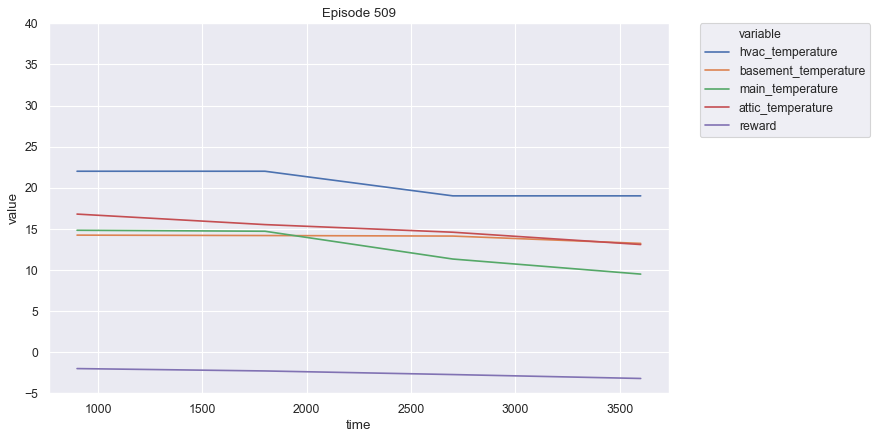 Episode 509
40
35
30
25
20
15
10
5
0
−5
value
1000
1500
2000
2500
3000
3500
time
variable
hvac_temperature
basement_temperature
main_temperature
attic_temperature
reward